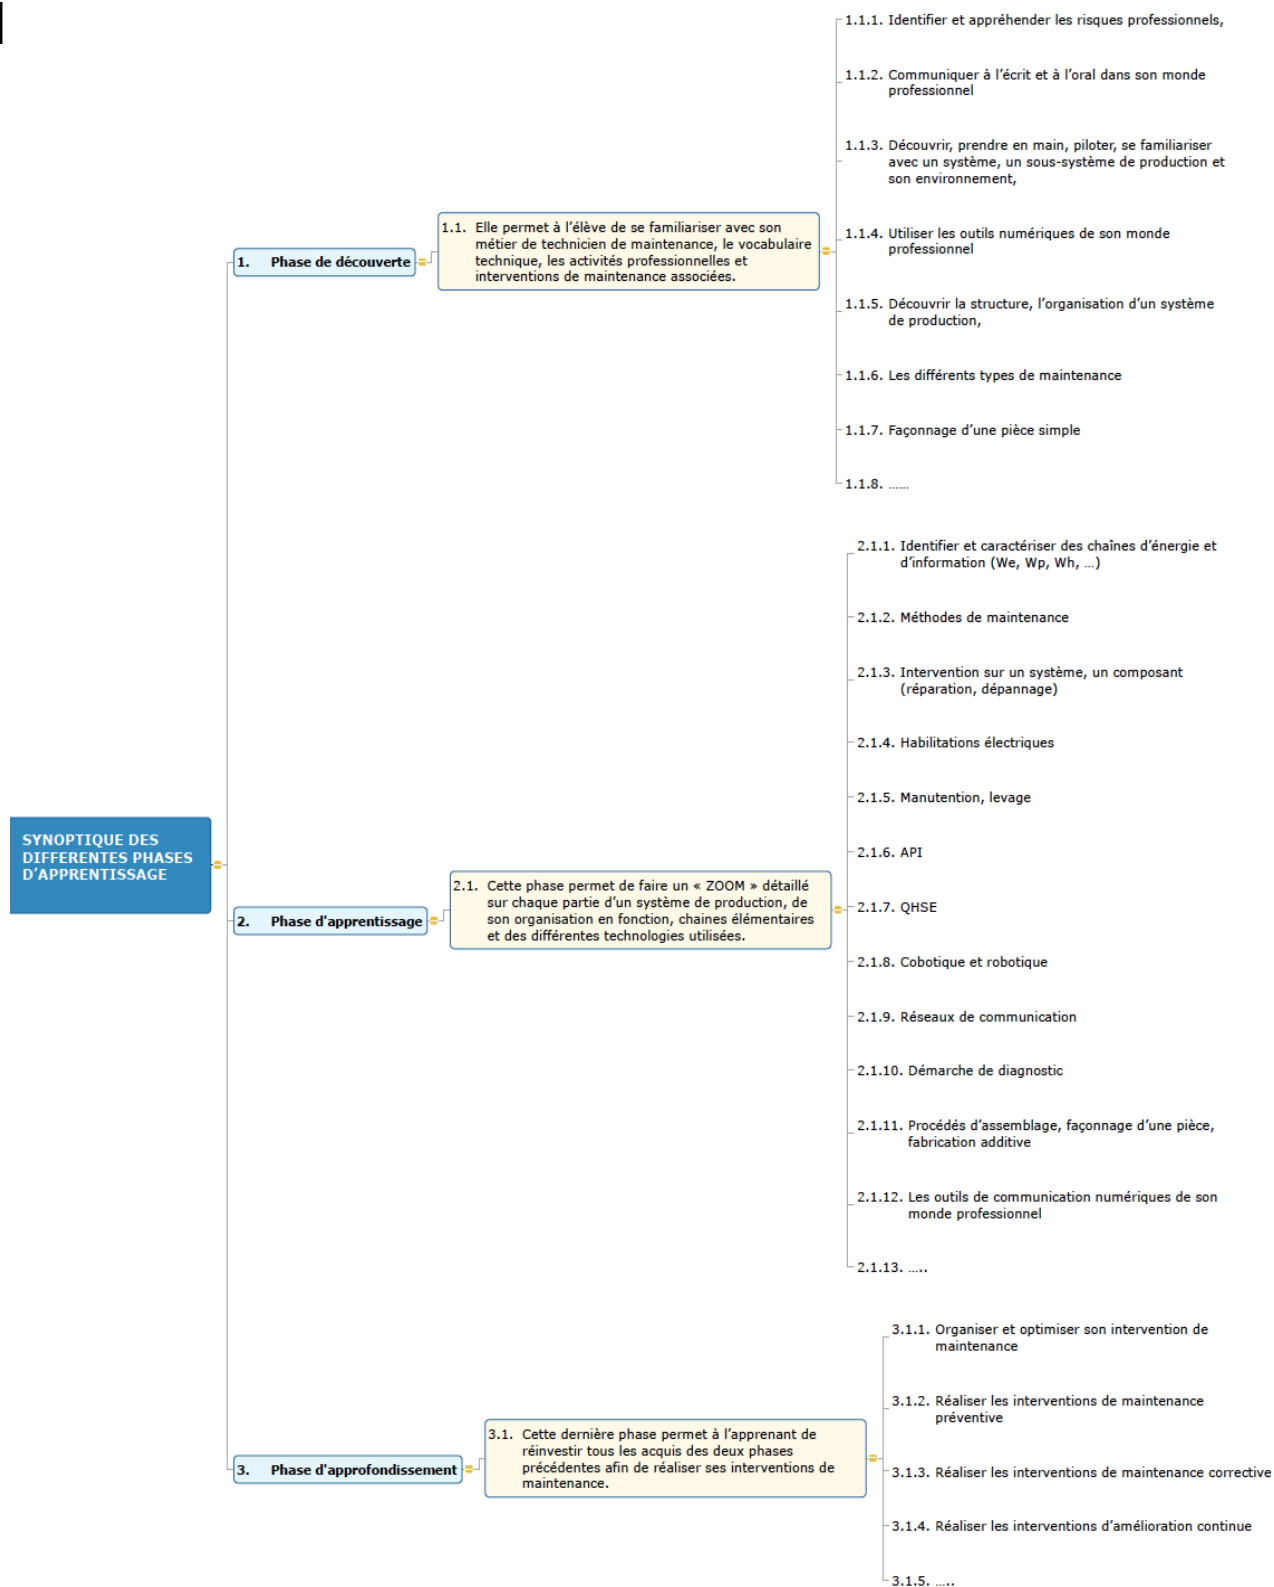 SYNOPTIQUE DES
DIFFERENTES PHASES
D’APPRENTISSAGE
1. Phase de découverte
1.1. Elle permet à l’élève de se familiariser avec son
métier de technicien de maintenance, le vocabulaire
technique, les activités professionnelles et
interventions de maintenance associées.
1.1.1. Identifier et appréhender les risques professionnels,
1.1.2. Communiquer à l’écrit et à l’oral dans son monde
professionnel
1.1.3. Découvrir, prendre en main, piloter, se familiariser
avec un système, un sous-système de production et
son environnement,
1.1.4. Utiliser les outils numériques de son monde
professionnel
1.1.5. Découvrir la structure, l’organisation d’un système
de production,
1.1.6. Les différents types de maintenance
1.1.7. Façonnage d’une pièce simple
1.1.8. ......
2. Phase d'apprentissage
2.1. Cette phase permet de faire un « ZOOM » détaillé
sur chaque partie d’un système de production, de
son organisation en fonction, chaines élémentaires
et des différentes technologies utilisées.
2.1.1. Identifier et caractériser des chaînes d’énergie et
d’information (We, Wp, Wh, …)
2.1.2. Méthodes de maintenance
2.1.3. Intervention sur un système, un composant
(réparation, dépannage)
2.1.4. Habilitations électriques
2.1.5. Manutention, levage
2.1.6. API
2.1.7. QHSE
2.1.8. Cobotique et robotique
2.1.9. Réseaux de communication
2.1.10. Démarche de diagnostic
2.1.11. Procédés d’assemblage, façonnage d’une pièce,
fabrication additive
2.1.12. Les outils de communication numériques de son
monde professionnel
2.1.13. …..
3. Phase d'approfondissement
3.1. Cette dernière phase permet à l’apprenant de
réinvestir tous les acquis des deux phases
précédentes afin de réaliser ses interventions de
maintenance.
3.1.1. Organiser et optimiser son intervention de
maintenance
3.1.2. Réaliser les interventions de maintenance
préventive
3.1.3. Réaliser les interventions de maintenance corrective
3.1.4. Réaliser les interventions d’amélioration continue
3.1.5. …..